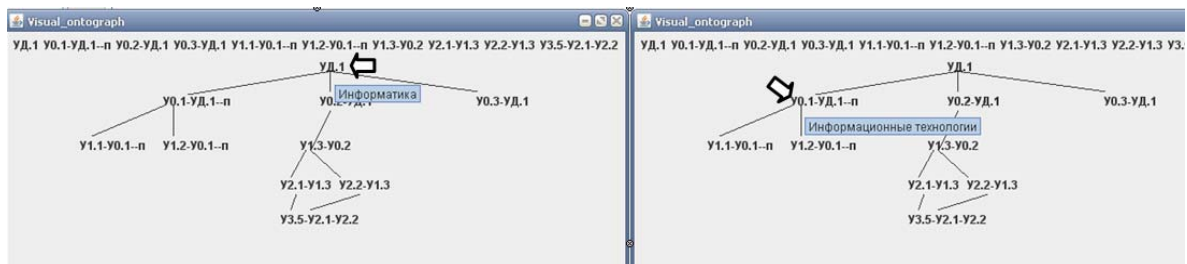 Visual_ontograph
УД.1 У0.1-УД.1--п У0.2-УД.1 У0.3-УД.1 У1.1-У0.1--п У1.2-У0.1--п У1.3-У0.2 У2.1-У1.3 У2.2-У1.3 У3.5-У2.1-У2.2
УД.1
Информатика
У0.1-УД.1--п У0.2-УД.1 У0.3-УД.1
У1.1-У0.1--п У1.2-У0.1--п У1.3-У0.2
У2.1-У1.3 У2.2-У1.3
У3.5-У2.1-У2.2
Visual_ontograph
УД.1 У0.1-УД.1--п У0.2-УД.1 У0.3-УД.1 У1.1-У0.1--п У1.2-У0.1--п У1.3-У0.2 У2.1-У1.3 У2.2-У1.3 У3.
УД.1
У0.1-УД.1--п У0.2-УД.1 У0.3-УД.1
Информационные технологии
У1.1-У0.1--п У1.2-У0.1--п У1.3-У0.2
У2.1-У1.3 У2.2-У1.3
У3.5-У2.1-У2.2